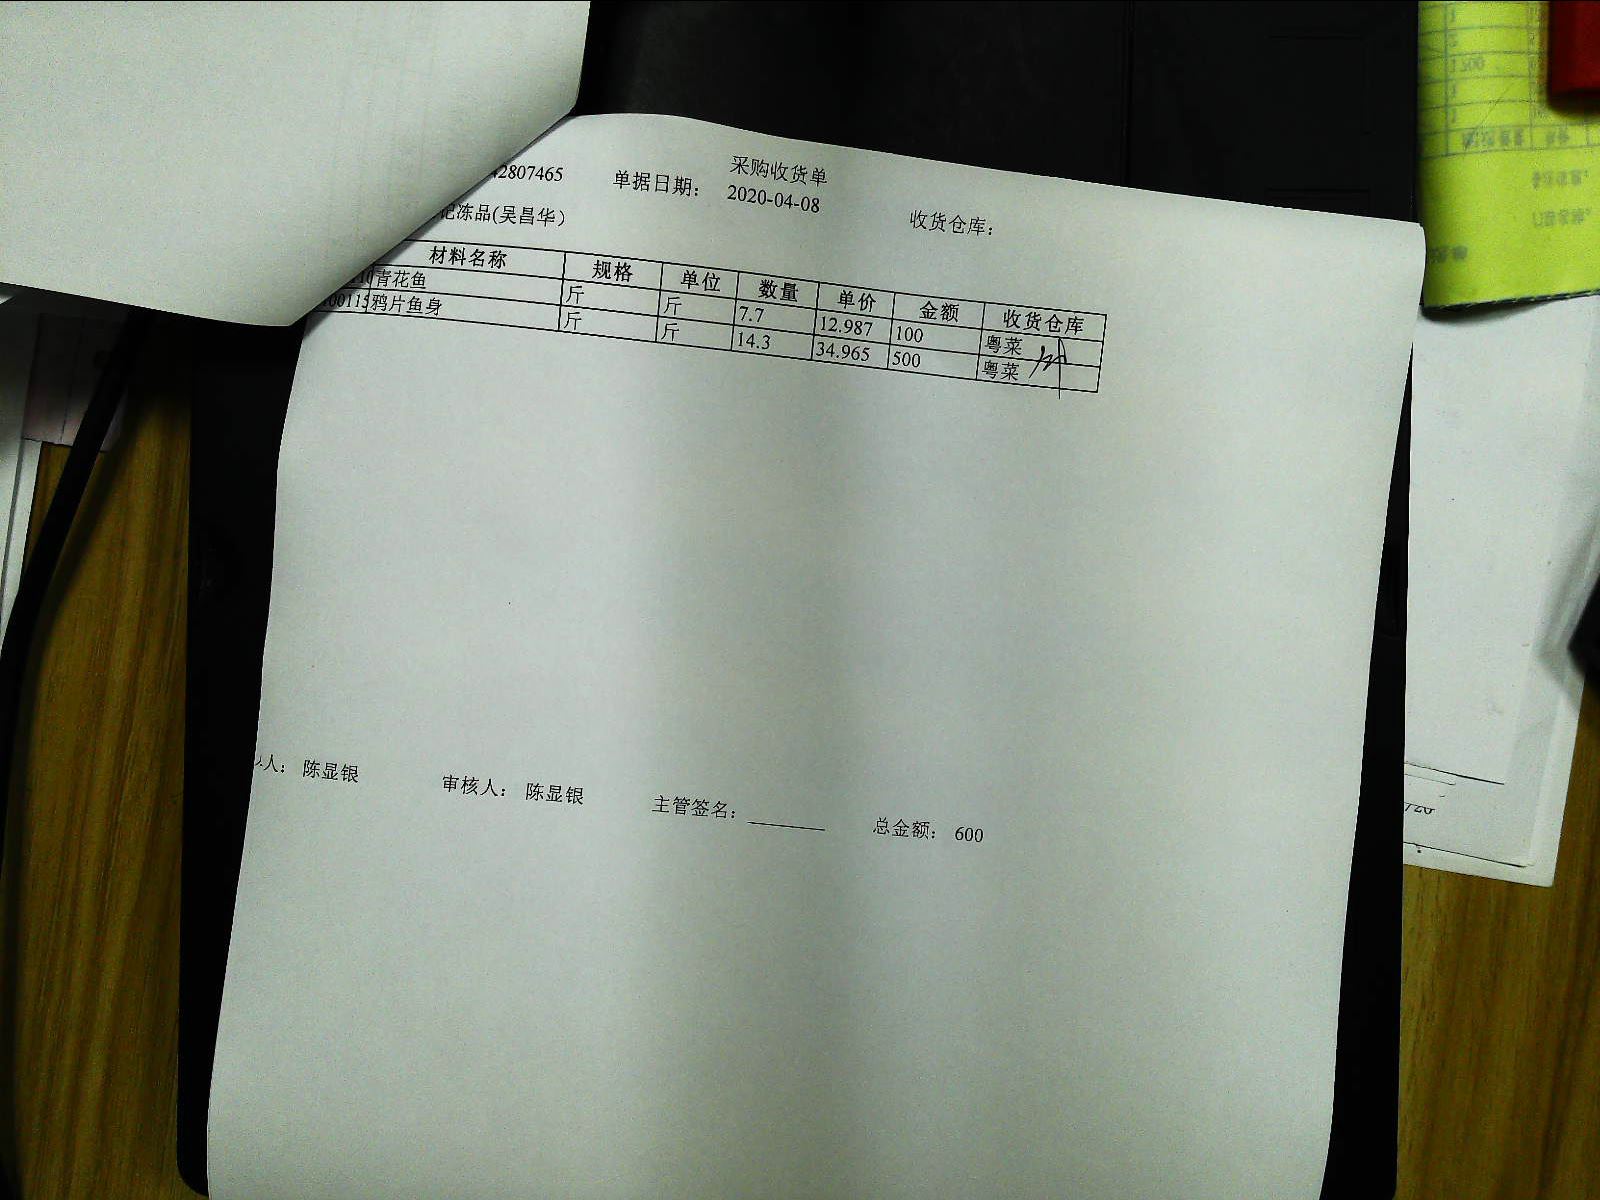 采购收货单
42807465 单据日期： 2020-04-08 收货仓库：
记冻品(吴昌华）
材料名称 规格 单位 数量 单价 金额 收货仓库
青花鱼 斤 斤 7.7 12.987 100 粤菜
00115 鸦片鱼身 斤 斤 14.3 34.965 500 粤菜
人： 陈显银 审核人： 陈显银 主管签名： 总金额： 600